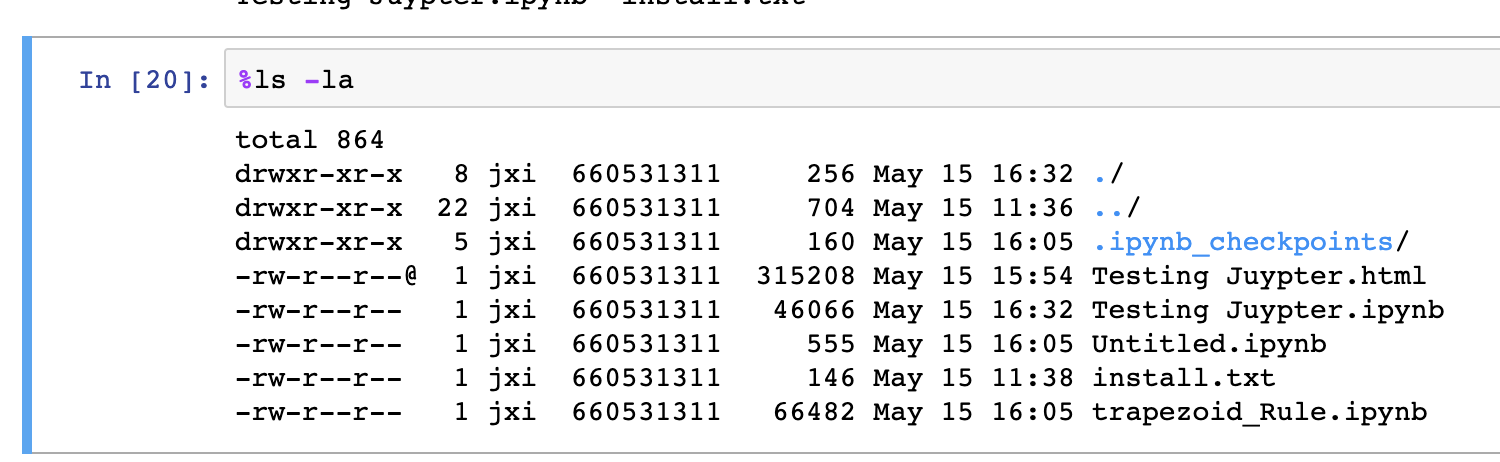 Testing Juypter.ipynb  install.txt
In [20]: %ls -la
total 864
drwxr-xr-x   8 jxi  660531311     256 May 15 16:32 ./
drwxr-xr-x  22 jxi  660531311     704 May 15 11:36 ../
drwxr-xr-x   5 jxi  660531311     160 May 15 16:05 .ipynb_checkpoints/
-rw-r--r--@  1 jxi  660531311  315208 May 15 15:54 Testing Juypter.html
-rw-r--r--   1 jxi  660531311   46066 May 15 16:32 Testing Juypter.ipynb
-rw-r--r--   1 jxi  660531311     555 May 15 16:05 Untitled.ipynb
-rw-r--r--   1 jxi  660531311     146 May 15 11:38 install.txt
-rw-r--r--   1 jxi  660531311   66482 May 15 16:05 trapezoid_Rule.ipynb